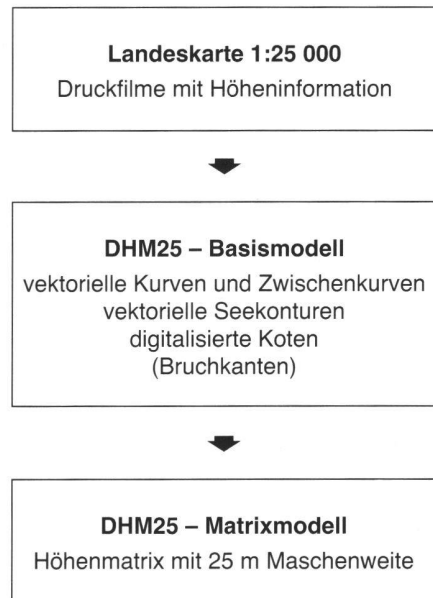 Landeskarte 1:25 000
Druckfilme mit Höheninformation
DHM25 – Basismodell
vektorielle Kurven und Zwischenkurven
vektorielle Seekonturen
digitalisierte Koten
(Bruchkanten)
DHM25 – Matrixmodell
Höhenmatrix mit 25 m Maschenweite